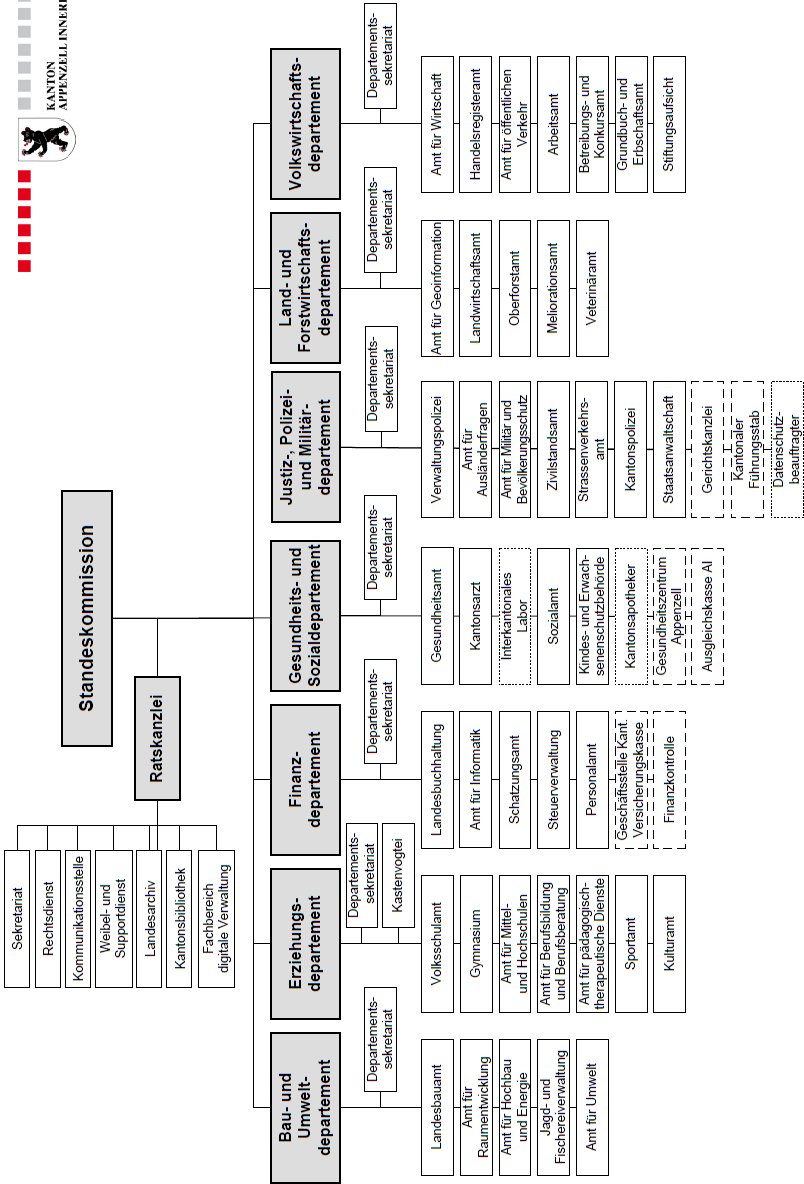 KANTON
APPENZELL INNERR
Standeskommission
Ratskanzlei
Sekretariat
Rechtsdienst
Kommunikationsstelle
Weibel- und
Supportdienst
Landesarchiv
Kantonsbibliothek
Fachbereich
digitale Verwaltung
Bau- und
Umwelt-
departement
Departements-
sekretariat
Landesbauamt
Amt für
Raumentwicklung
Amt für Hochbau
und Energie
Jagd- und
Fischereiverwaltung
Amt für Umwelt
Erziehungs-
departement
Departements-
sekretariat
Kastenvogtei
Volksschulamt
Gymnasium
Amt für Mittel-
und Hochschulen
Amt für Berufsbildung
und Berufsberatung
Amt für pädagogisch-
therapeutische Dienste
Sportamt
Kulturamt
Finanz-
departement
Departements-
sekretariat
Landesbuchhaltung
Amt für Informatik
Schatzungsamt
Steuerverwaltung
Personalamt
Geschäftsstelle Kant.
Versicherungskasse
Finanzkontrolle
Gesundheits- und
Sozialdepartement
Departements-
sekretariat
Gesundheitsamt
Kantonsarzt
Interkantonales
Labor
Sozialamt
Kindes- und Erwach-
senenschutzbehörde
Kantonsapotheker
Gesundheitszentrum
Appenzell
Ausgleichskasse AI
Justiz-, Polizei-
und Militär-
departement
Departements-
sekretariat
Verwaltungspolizei
Amt für
Ausländerfragen
Amt für Militär und
Bevölkerungsschutz
Zivilstandsamt
Strassenverkehrs-
amt
Kantonspolizei
Staatsanwaltschaft
Gerichtskanzlei
Kantonaler
Führungsstab
Datenschutz-
beauftragter
Land- und
Forstwirtschafts-
departement
Departements-
sekretariat
Amt für Geoinformation
Landwirtschaftsamt
Oberforstamt
Meliorationsamt
Veterinäramt
Volkswirtschafts-
departement
Departements-
sekretariat
Amt für Wirtschaft
Handelsregisteramt
Amt für öffentlichen
Verkehr
Arbeitsamt
Betreibungs- und
Konkursamt
Grundbuch- und
Erbschaftsamt
Stiftungsaufsicht